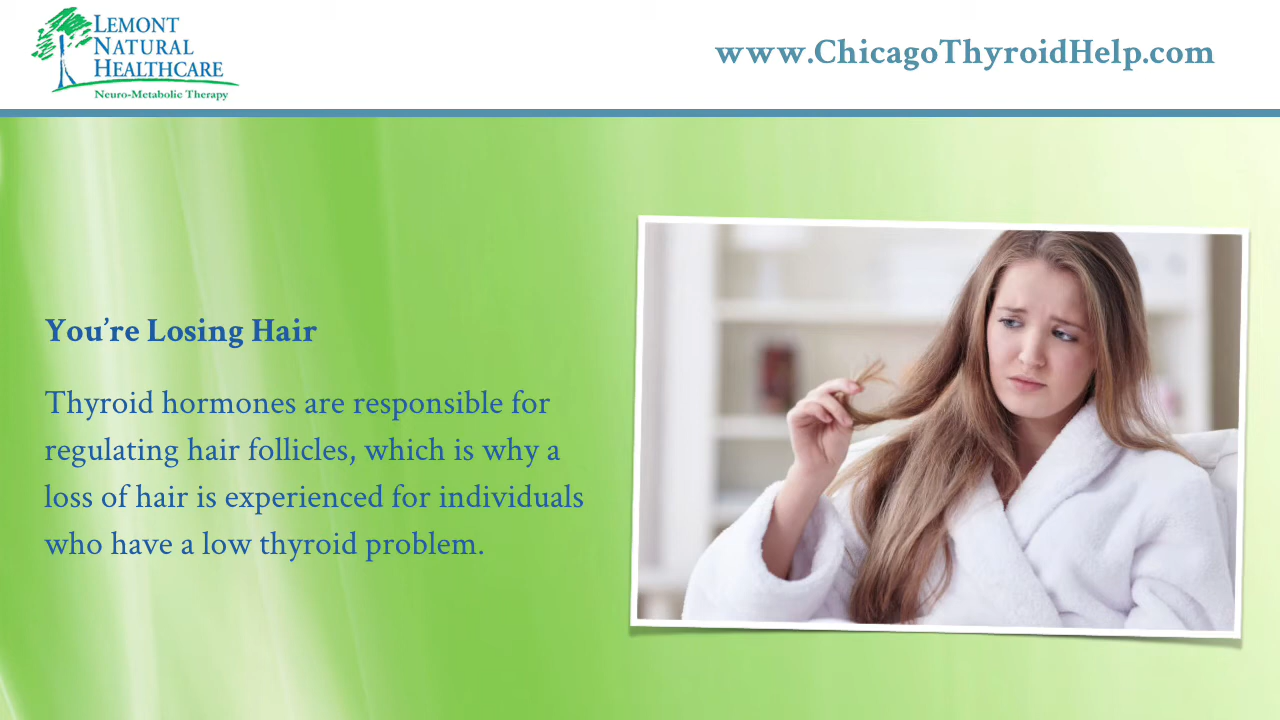 LEMONT
NATURAL
HEALTHCARE
Neuro-Metabolic Therapy
www.ChicagoThyroidHelp.com
You’re Losing Hair
Thyroid hormones are responsible for
regulating hair follicles, which is why a
loss of hair is experienced for individuals
who have a low thyroid problem.